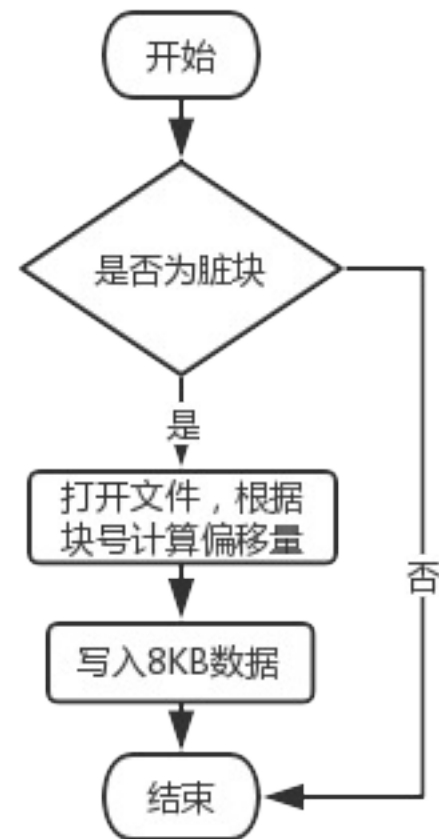 开始
是否为脏块
是
打开文件，根据
块号计算偏移量
否
写入8KB数据
结束